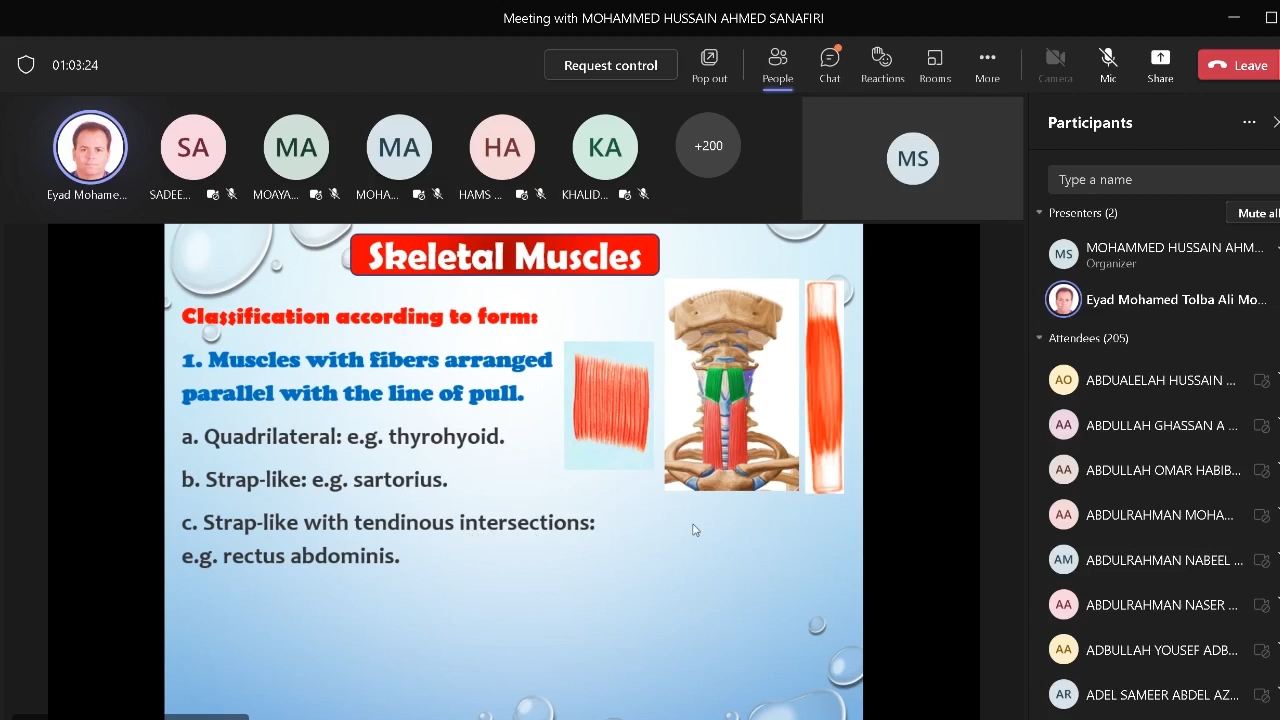 Meeting with MOHAMMED HUSSAIN AHMED SANAFIRI
01:03:24
Request control
Pop out
People
Chat
Reactions
Rooms
More
Camera
Mic
Share
Leave
Eyad Mohame...
SA
SADEE...
MA
MOAYA...
MA
MOHA...
HA
HAMS ...
KA
KHALID...
+200
MS
Skeletal Muscles
Classification according to form:
1. Muscles with fibers arranged
parallel with the line of pull.
a. Quadrilateral: e.g. thyrohyoid.
b. Strap-like: e.g. sartorius.
c. Strap-like with tendinous intersections:
e.g. rectus abdominis.
Participants
Type a name
Presenters (2)
Mute all
MS
MOHAMMED HUSSAIN AHM...
Organizer
Eyad Mohamed Tolba Ali Mo...
Attendees (205)
AO
ABDUALELAH HUSSAIN ...
AA
ABDULLAH GHASSAN A ...
AA
ABDULLAH OMAR HABIB...
AA
ABDULRAHMAN MOHA...
AM
ABDULRAHMAN NABEEL ...
AA
ABDULRAHMAN NASER ...
AA
ADBULLAH YOUSEF ADB...
AR
ADEL SAMEER ABDEL AZ...